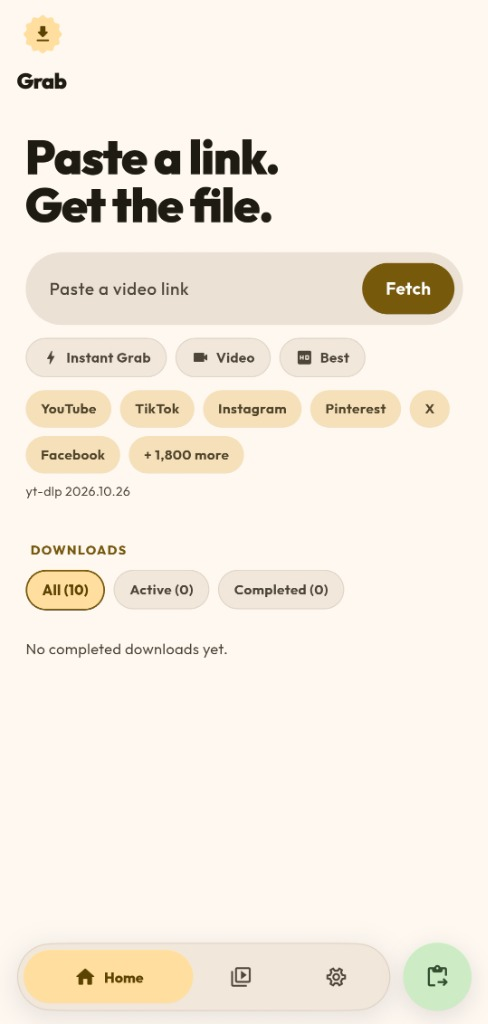 Grab
Paste a link.
Get the file.
Paste a video link Fetch
Instant Grab Video HD Best
YouTube TikTok Instagram Pinterest X
Facebook + 1,800 more
yt-dlp 2026.10.26
DOWNLOADS
All (10) Active (0) Completed (0)
No completed downloads yet.
Home